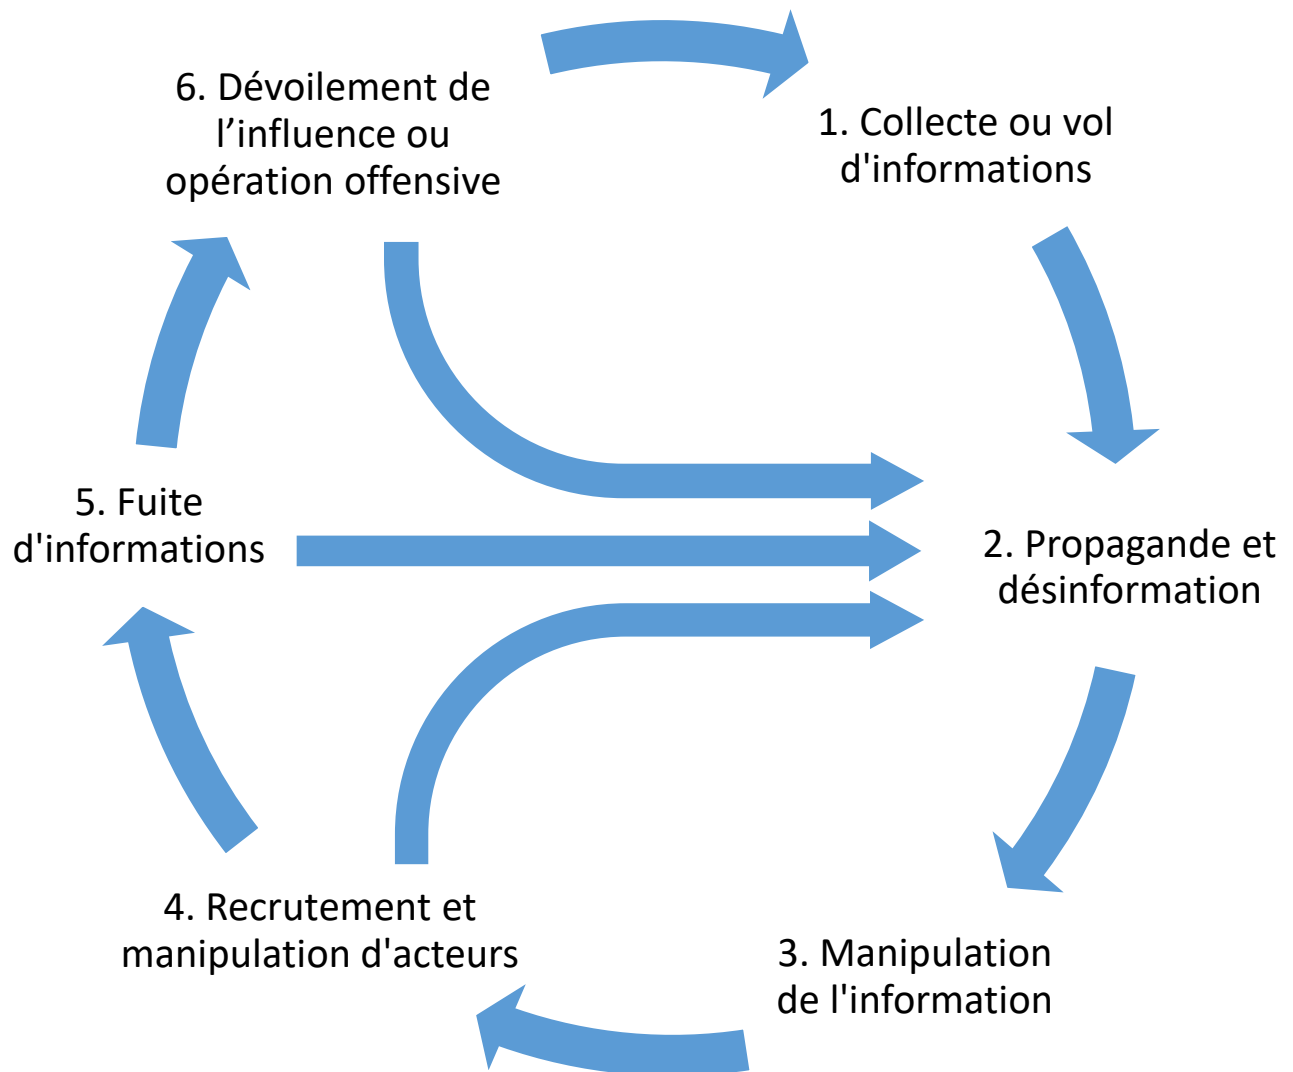 1. Collecte ou vol
d'informations
2. Propagande et
désinformation
3. Manipulation
de l'information
4. Recrutement et
manipulation d'acteurs
5. Fuite
d'informations
6. Dévoilement de
l’influence ou
opération offensive